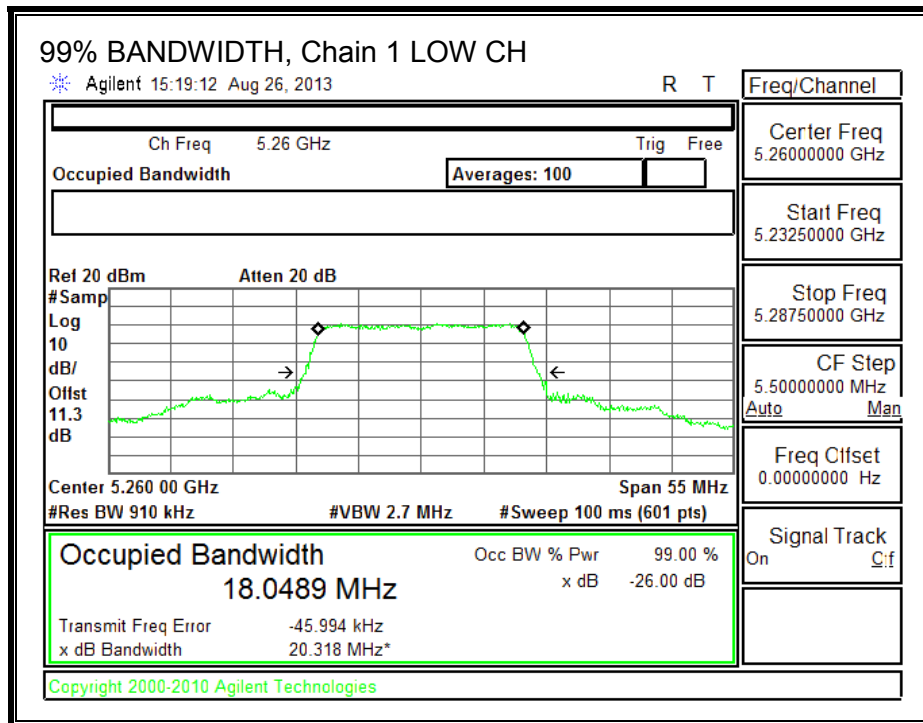 99% BANDWIDTH, Chain 1 LOW CH
Agilent 15:19:12 Aug 26, 2013 R T
Freq/Channel
Ch Freq 5.26 GHz Trig Free
Occupied Bandwidth Averages: 100
Center Freq
5.26000000 GHz
Start Freq
5.23250000 GHz
Stop Freq
5.28750000 GHz
CF Step
5.50000000 MHz
Auto Man
Freq Offset
0.00000000 Hz
Signal Track
On Off
Ref 20 dBm Atten 20 dB
#Samp
Log
10
dB/
Offst
11.3
dB
Center 5.260 00 GHz Span 55 MHz
#Res BW 910 kHz #VBW 2.7 MHz #Sweep 100 ms (601 pts)
Occupied Bandwidth
18.0489 MHz
Occ BW % Pwr 99.00 %
x dB -26.00 dB
Transmit Freq Error -45.994 kHz
x dB Bandwidth 20.318 MHz*
Copyright 2000-2010 Agilent Technologies